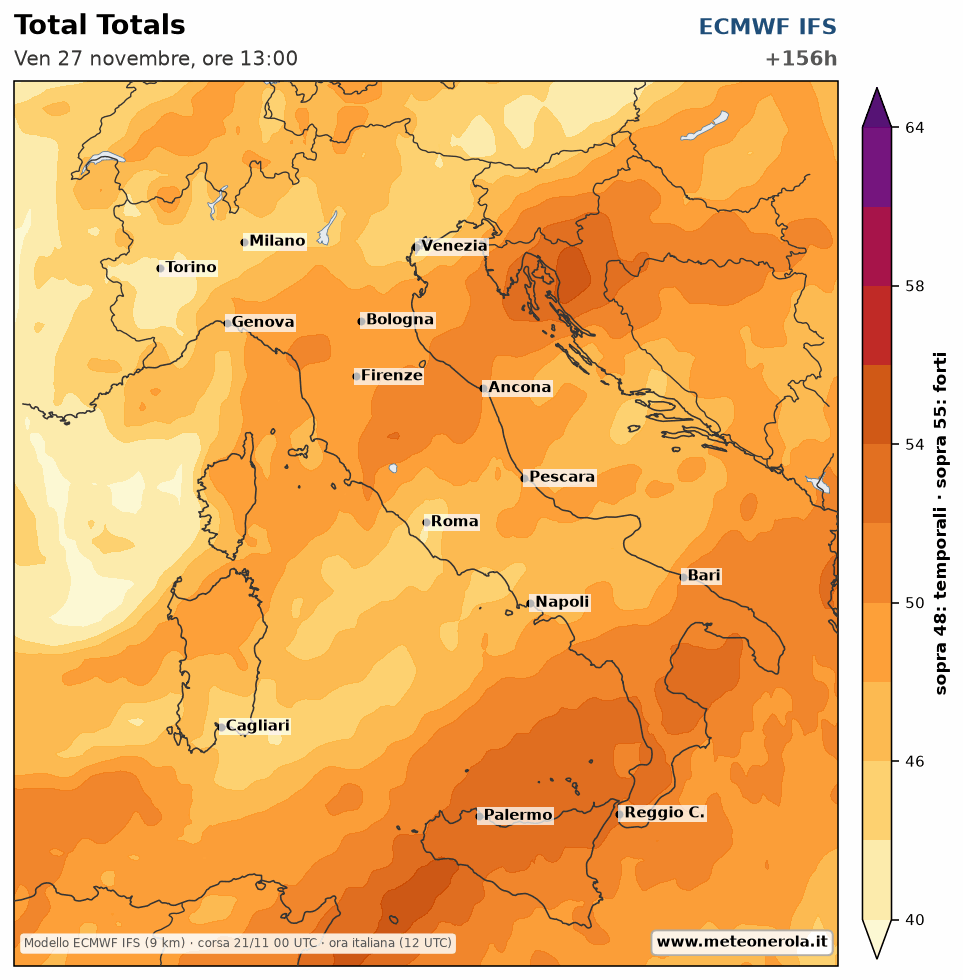 Total Totals
ECMWF IFS
Ven 27 novembre, ore 13:00
+156h
64
58
54
50
46
40
sopra 48: temporali · sopra 55: forti
Milano
Venezia
Torino
Genova
Bologna
Firenze
Ancona
Pescara
Roma
Bari
Napoli
Cagliari
Palermo
Reggio C.
Modello ECMWF IFS (9 km) · corsa 21/11 00 UTC · ora italiana (12 UTC)
www.meteonerola.it